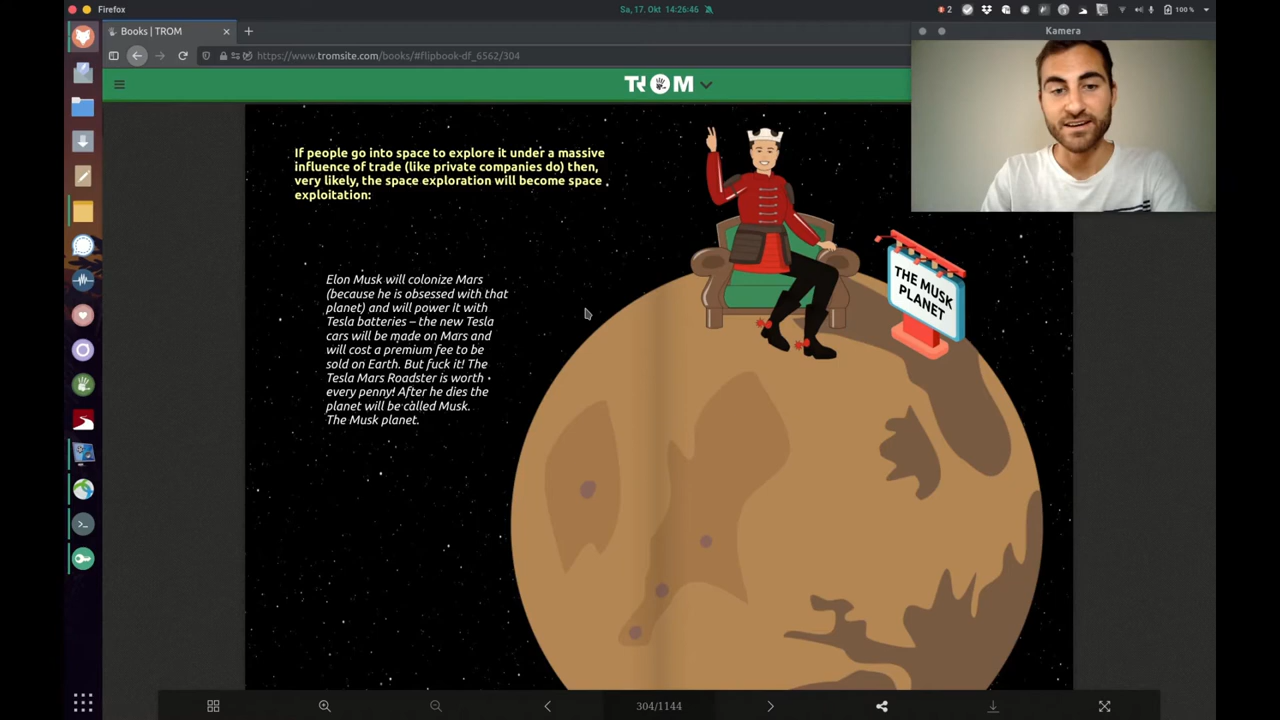 Firefox
Sa, 17. Okt 14:26:46
2
100 %
Books | TROM
Kamera
https://www.tromsite.com/books/#flipbook-df_6562/304
TROM
If people go into space to explore it under a massive
influence of trade (like private companies do) then,
very likely, the space exploration will become space
exploitation:
THE MUSK
PLANET
Elon Musk will colonize Mars
(because he is obsessed with that
planet) and will power it with
Tesla batteries – the new Tesla
cars will be made on Mars and
will cost a premium fee to be
sold on Earth. But fuck it! The
Tesla Mars Roadster is worth
every penny! After he dies the
planet will be called Musk.
The Musk planet.
304/1144